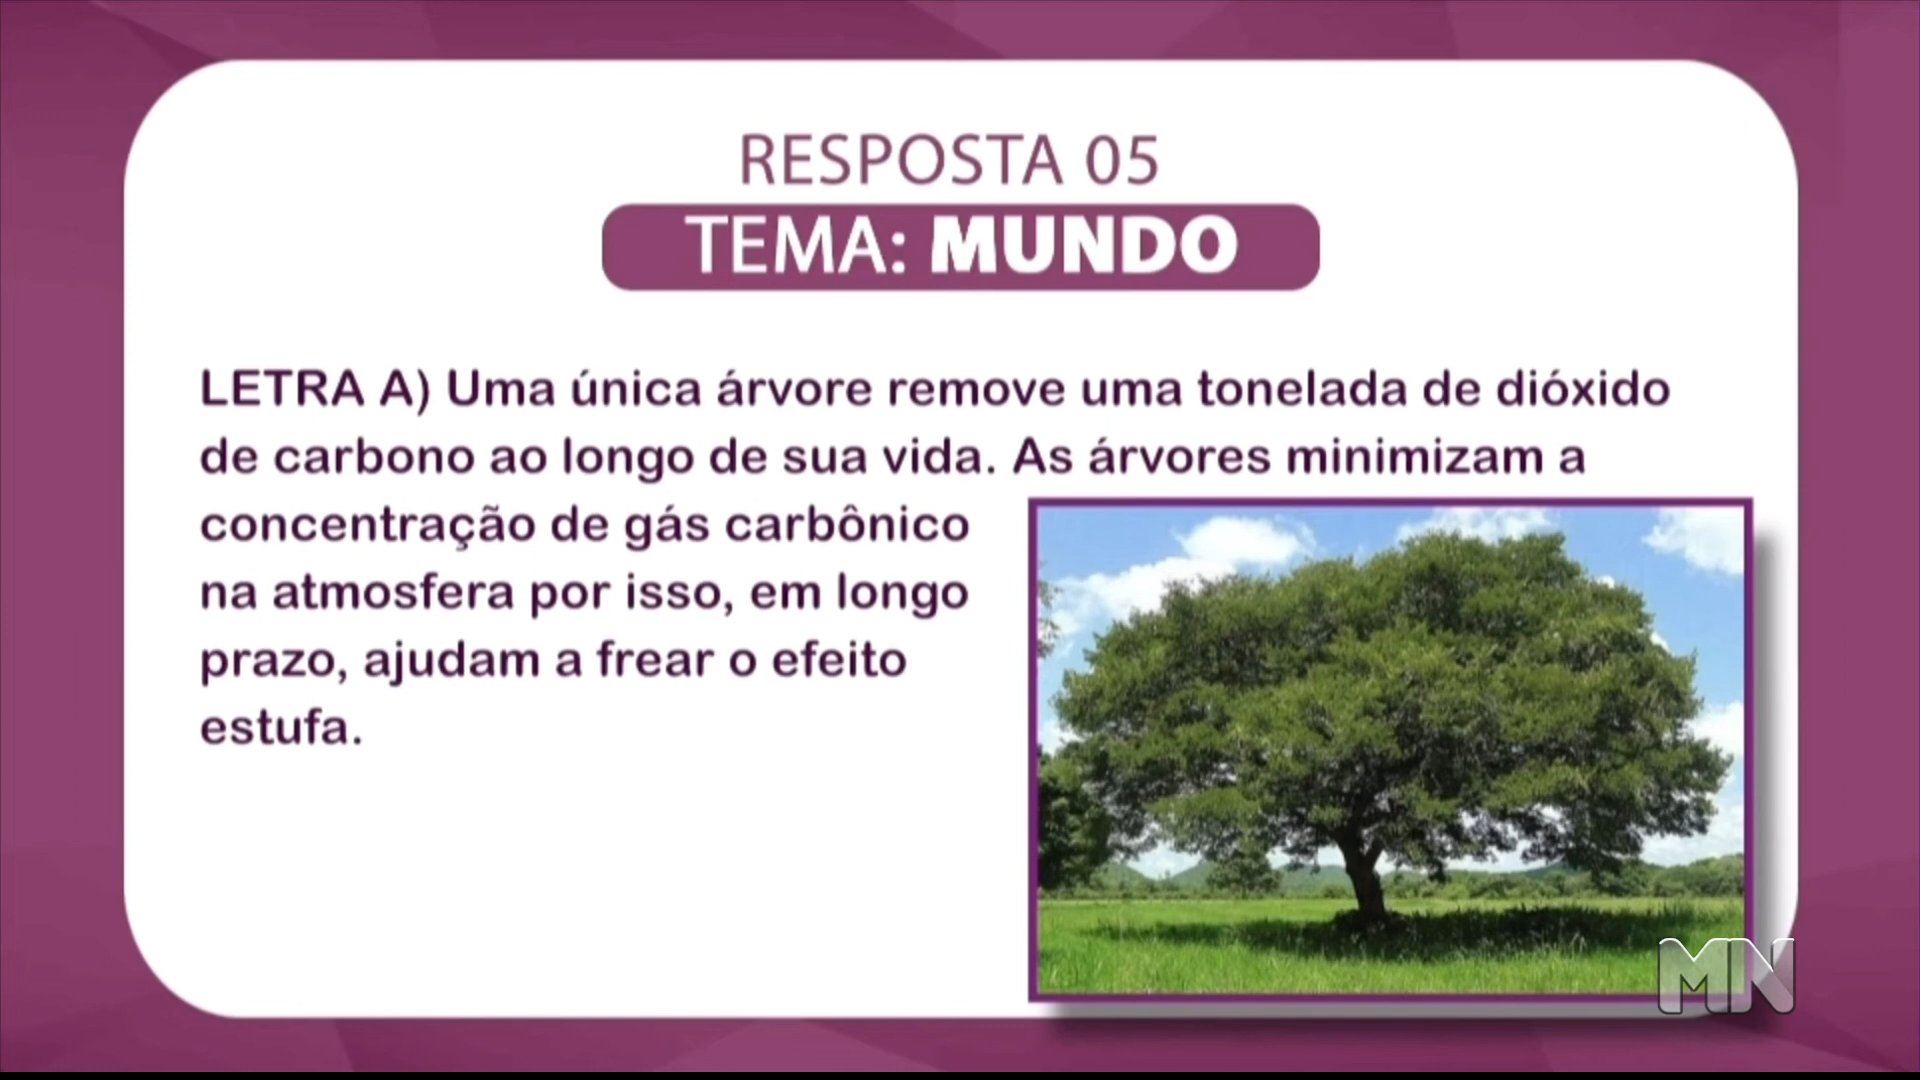 RESPOSTA 05
TEMA: MUNDO
LETRA A) Uma única árvore remove uma tonelada de dióxido
de carbono ao longo de sua vida. As árvores minimizam a
concentração de gás carbônico
na atmosfera por isso, em longo
prazo, ajudam a frear o efeito
estufa.
MN